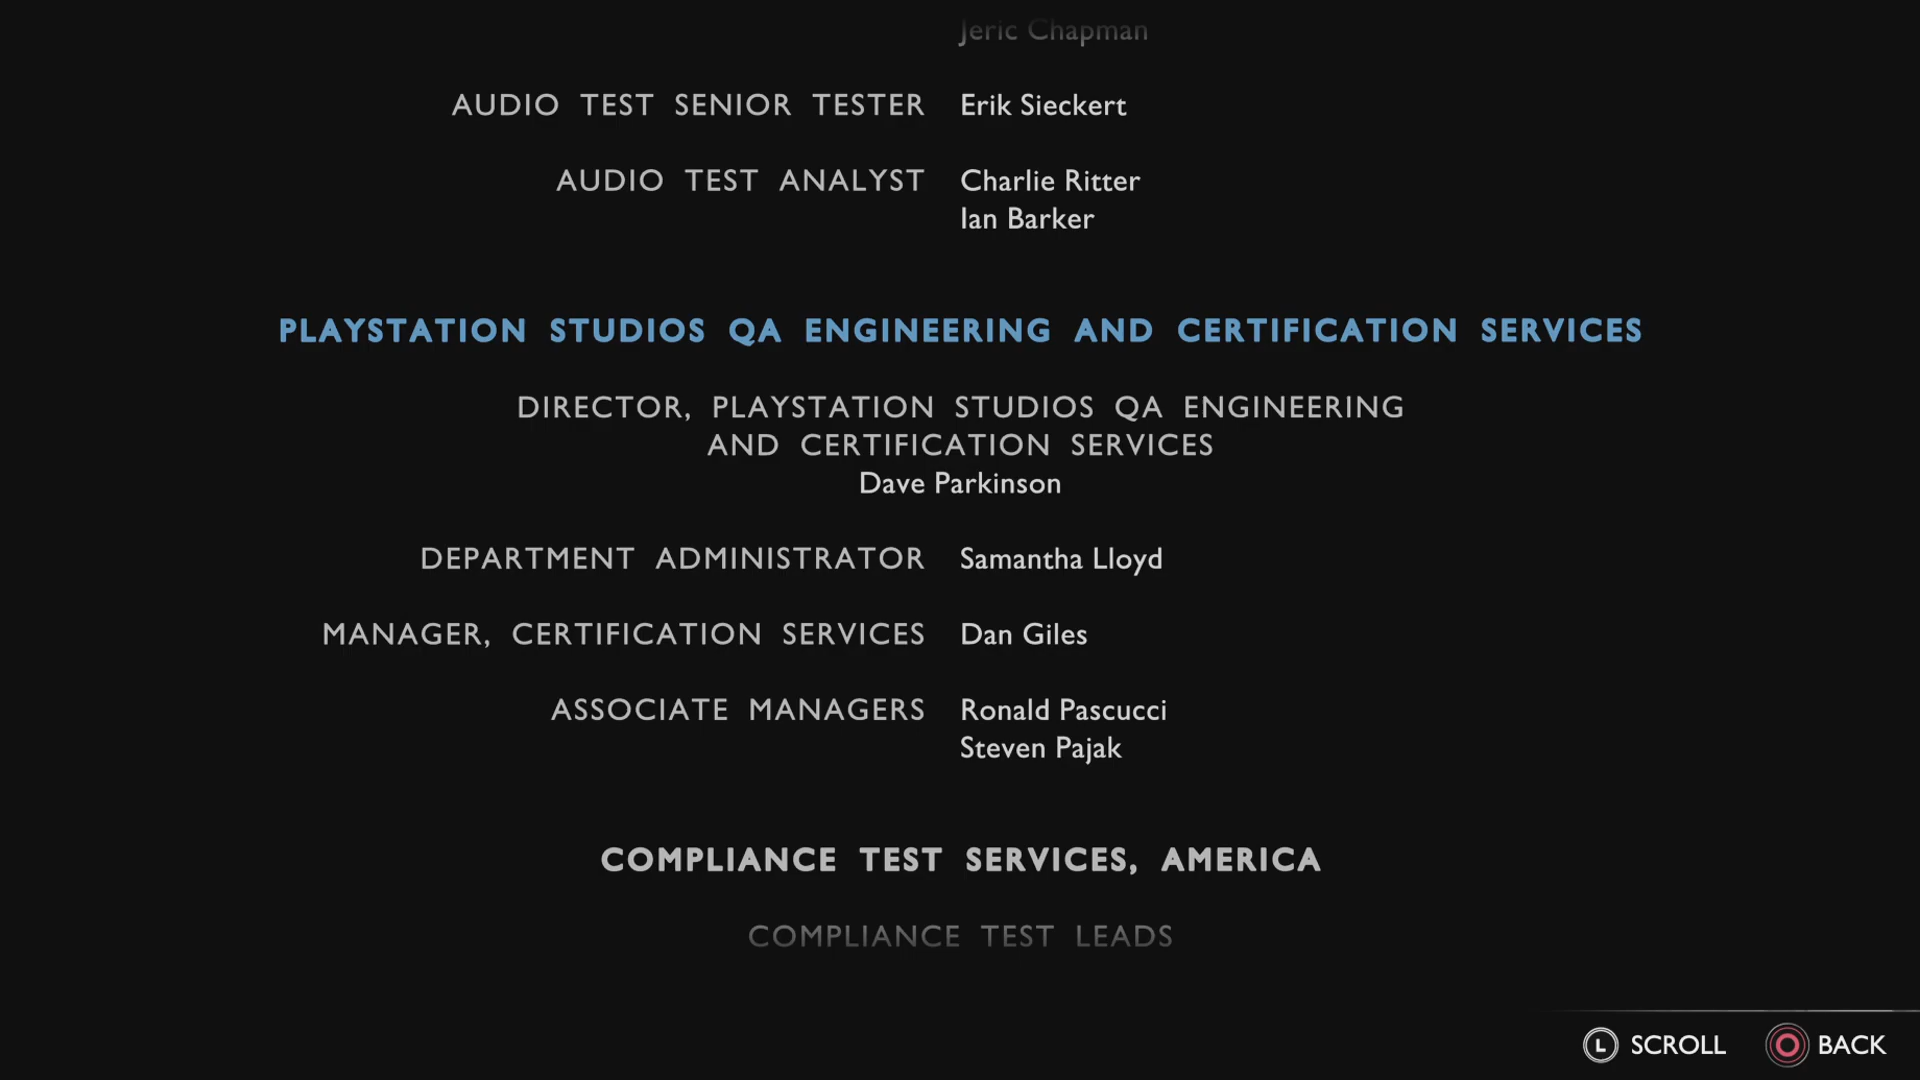 Jeric Chapman
AUDIO TEST SENIOR TESTER Erik Sieckert
AUDIO TEST ANALYST Charlie Ritter
Ian Barker
PLAYSTATION STUDIOS QA ENGINEERING AND CERTIFICATION SERVICES
DIRECTOR, PLAYSTATION STUDIOS QA ENGINEERING
AND CERTIFICATION SERVICES
Dave Parkinson
DEPARTMENT ADMINISTRATOR Samantha Lloyd
MANAGER, CERTIFICATION SERVICES Dan Giles
ASSOCIATE MANAGERS Ronald Pascucci
Steven Pajak
COMPLIANCE TEST SERVICES, AMERICA
COMPLIANCE TEST LEADS
L SCROLL BACK